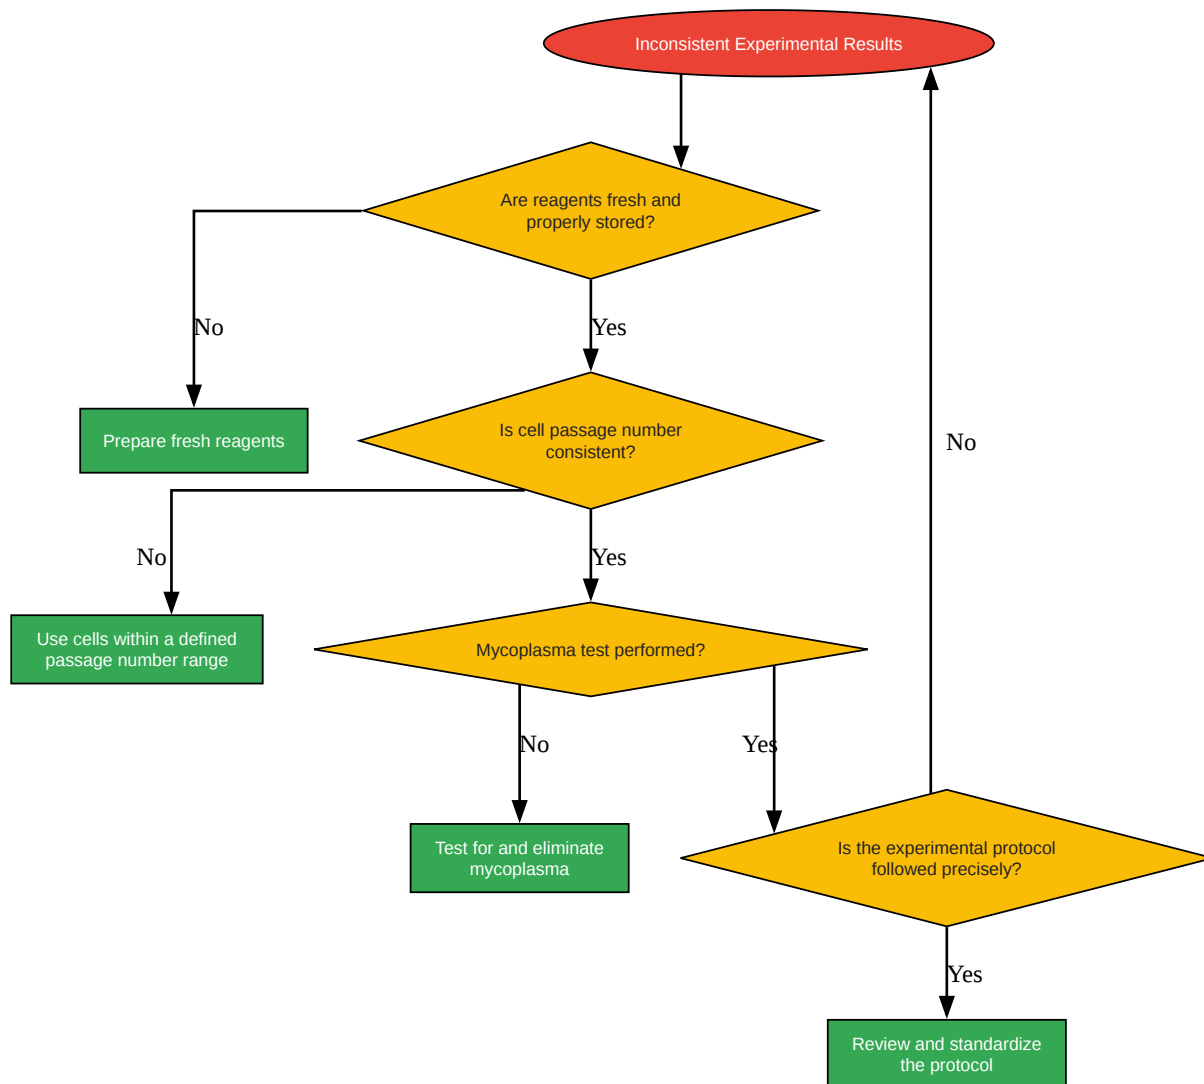 Inconsistent Experimental Results
Are reagents fresh and
properly stored?
No
Yes
Prepare fresh reagents
Is cell passage number
consistent?
No
No
Yes
Use cells within a defined
passage number range
Mycoplasma test performed?
No
Yes
Test for and eliminate
mycoplasma
Is the experimental protocol
followed precisely?
Yes
Review and standardize
the protocol